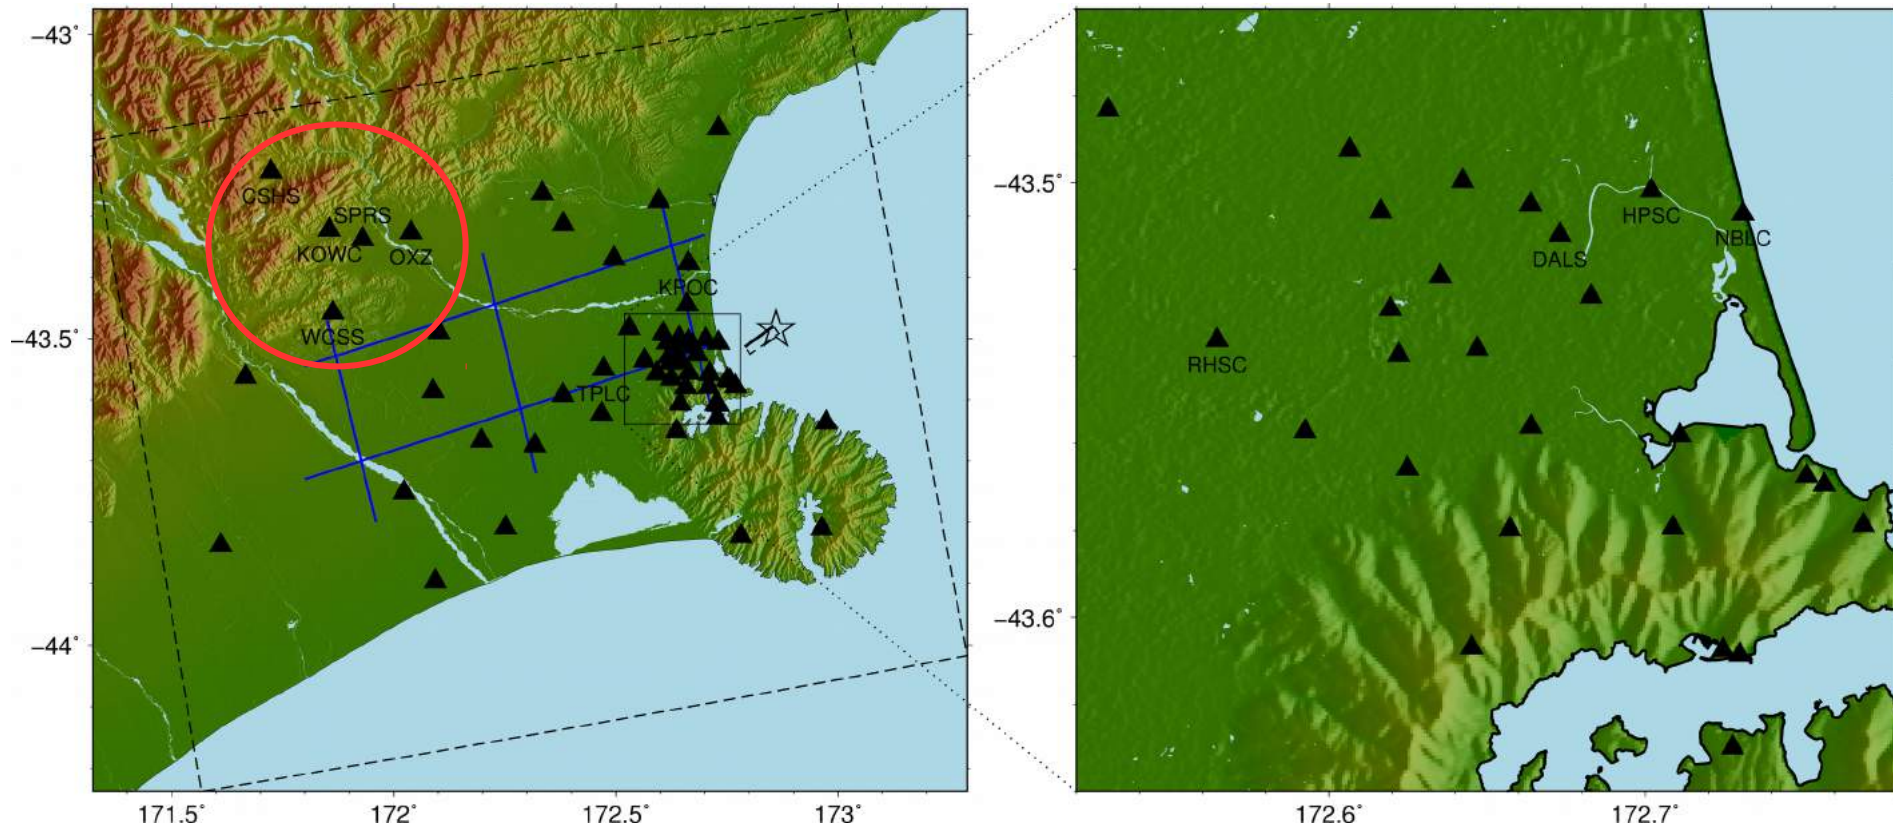 −43°
−43.5°
−44°
171.5°
172°
172.5°
173°
CSHS
SPRS
KOWC
OXZ
WCSS
KPOC
TPLC
−43.5°
−43.6°
172.6°
172.7°
HPSC
NBLC
DALS
RHSC